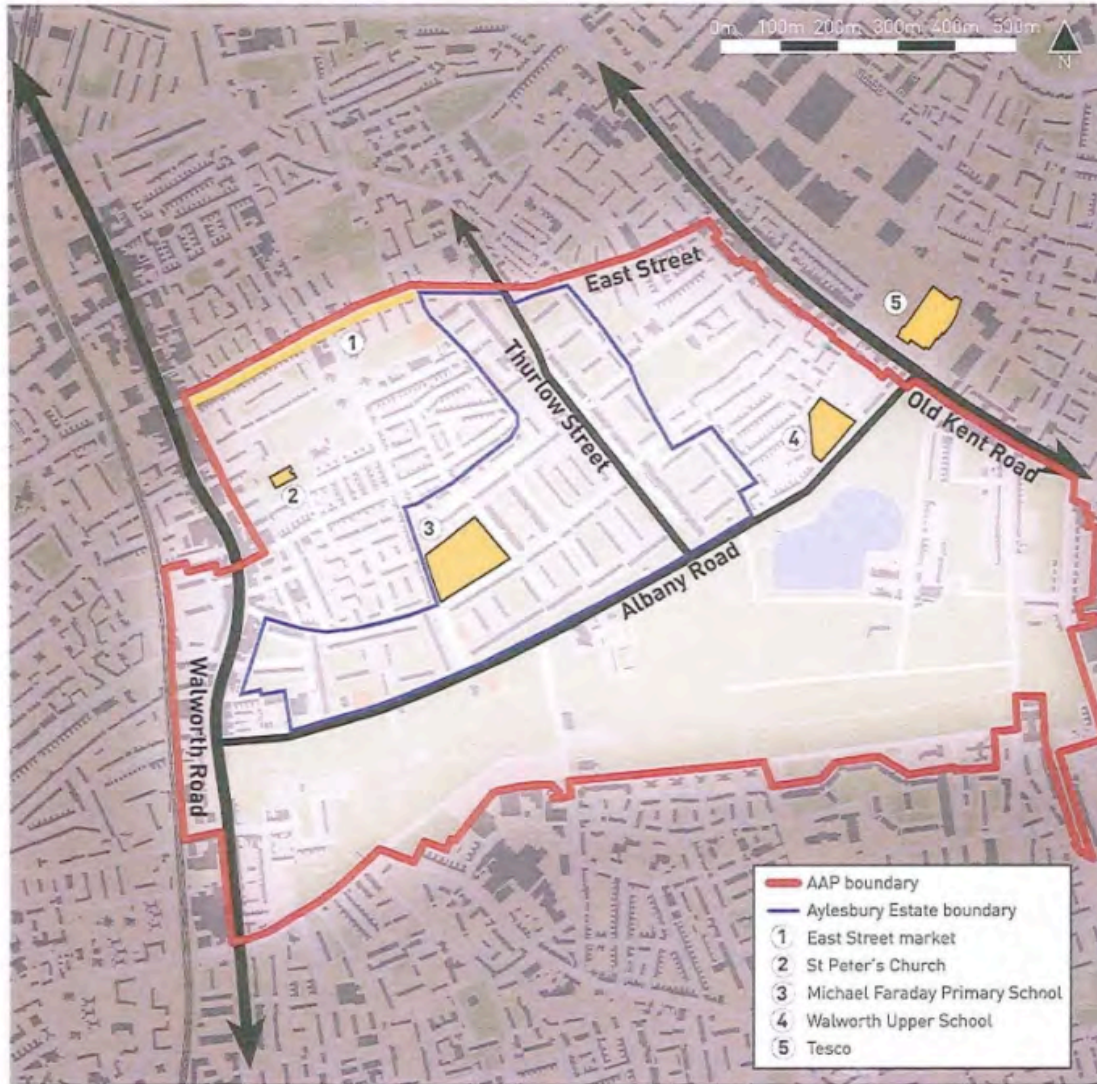 0m 100m 200m 300m 400m 500m
N
East Street
1
5
Thurlow Street
Old Kent Road
4
2
3
Albany Road
Walworth Road
AAP boundary
Aylesbury Estate boundary
1 East Street market
2 St Peter's Church
3 Michael Faraday Primary School
4 Walworth Upper School
5 Tesco